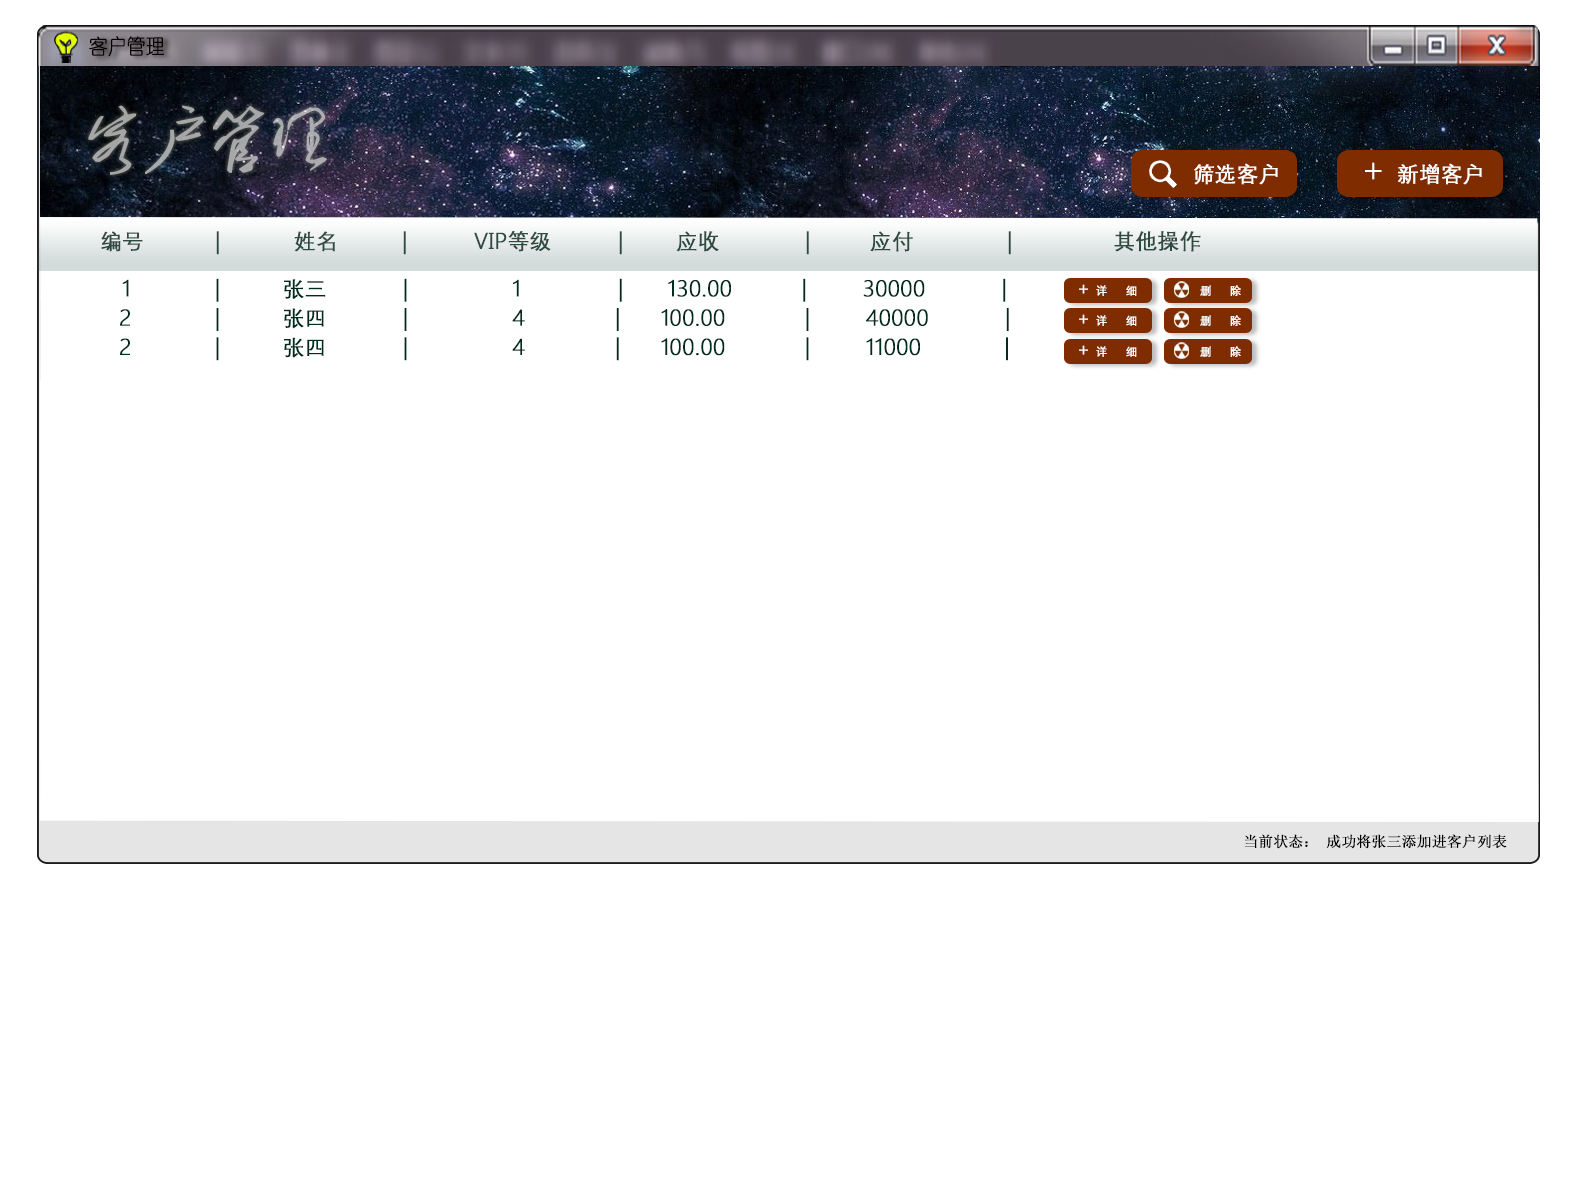 客户管理
客户管理
筛选客户 + 新增客户
编号 | 姓名 | VIP等级 | 应收 | 应付 | 其他操作
1 | 张三 | 1 | 130.00 | 30000 | + 详 细 删 除
2 | 张四 | 4 | 100.00 | 40000 | + 详 细 删 除
2 | 张四 | 4 | 100.00 | 11000 | + 详 细 删 除
当前状态： 成功将张三添加进客户列表